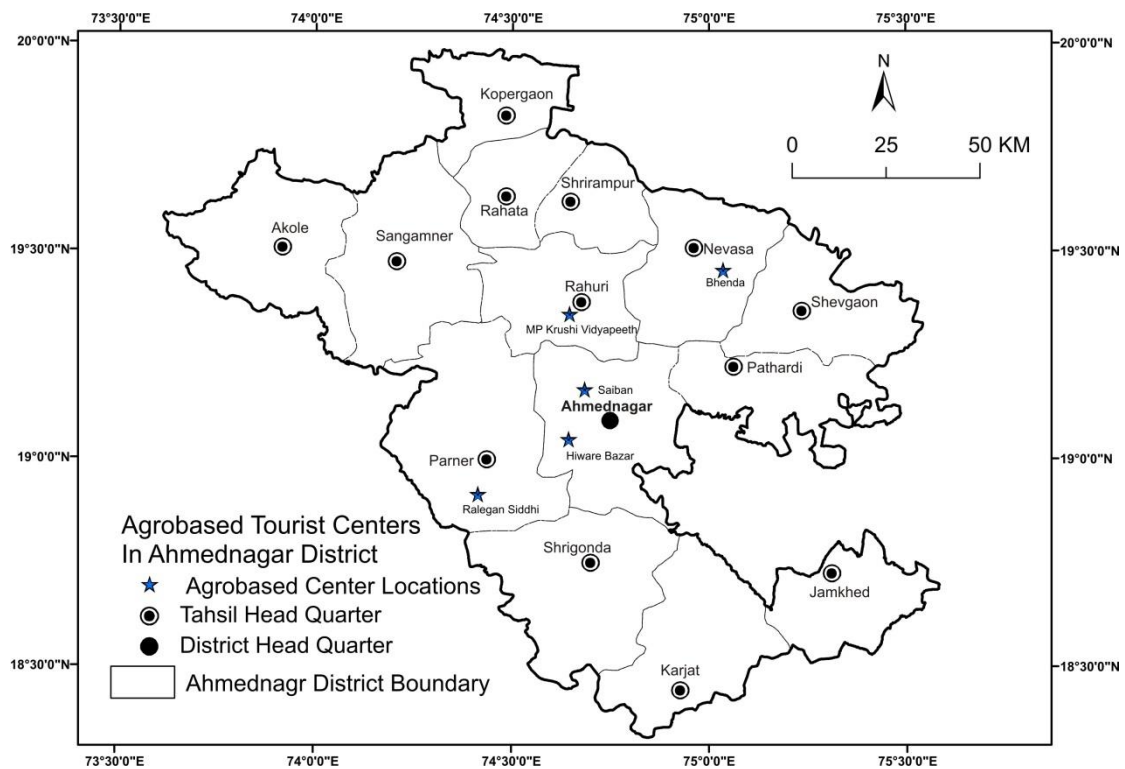 73°30'0"E 74°0'0"E 74°30'0"E 75°0'0"E 75°30'0"E
20°0'0"N 20°0'0"N
N
0 25 50 KM
Kopergaon
Shrirampur
Rahata
Akole
Sangamner
Nevasa
19°30'0"N 19°30'0"N
Bhenda
Rahuri
Shevgaon
MP Krushi Vidyapeeth
Pathardi
Saiban
Ahmednagar
Hiware Bazar
19°0'0"N 19°0'0"N
Parner
Ralegan Siddhi
Agrobased Tourist Centers
In Ahmednagar District
Agrobased Center Locations
Tahsil Head Quarter
District Head Quarter
Ahmednagr District Boundary
Shrigonda
Jamkhed
18°30'0"N 18°30'0"N
Karjat
73°30'0"E 74°0'0"E 74°30'0"E 75°0'0"E 75°30'0"E